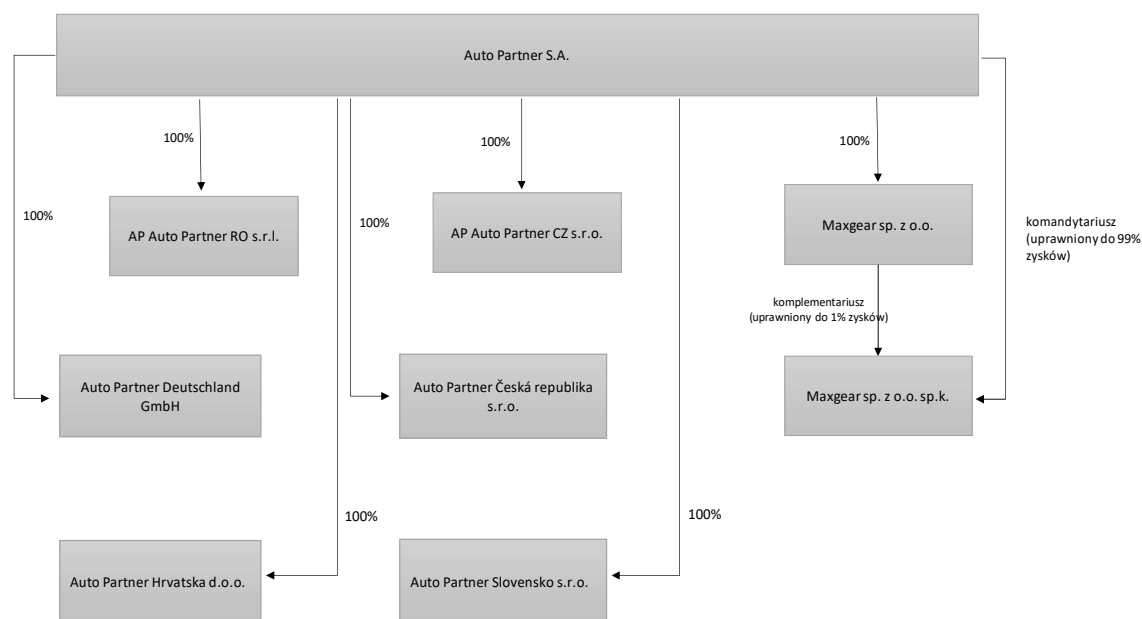 Auto Partner S.A.
100%
100%
100%
100%
AP Auto Partner RO s.r.l.
100%
AP Auto Partner CZ s.r.o.
Maxgear sp. z o.o.
komandytariusz
(uprawniony do 99%
zysków)
komplementariusz
(uprawniony do 1% zysków)
Auto Partner Deutschland
GmbH
Auto Partner Česká republika
s.r.o.
Maxgear sp. z o.o. sp.k.
100%
100%
Auto Partner Hrvatska d.o.o.
Auto Partner Slovensko s.r.o.